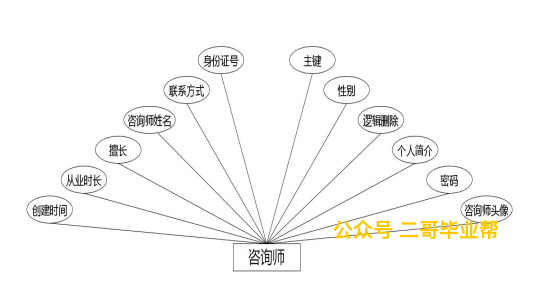 身份证号
主键
联系方式
性别
咨询师姓名
逻辑删除
擅长
个人简介
从业时长
密码
创建时间
咨询师头像
公众号 二哥毕业帮
咨询师